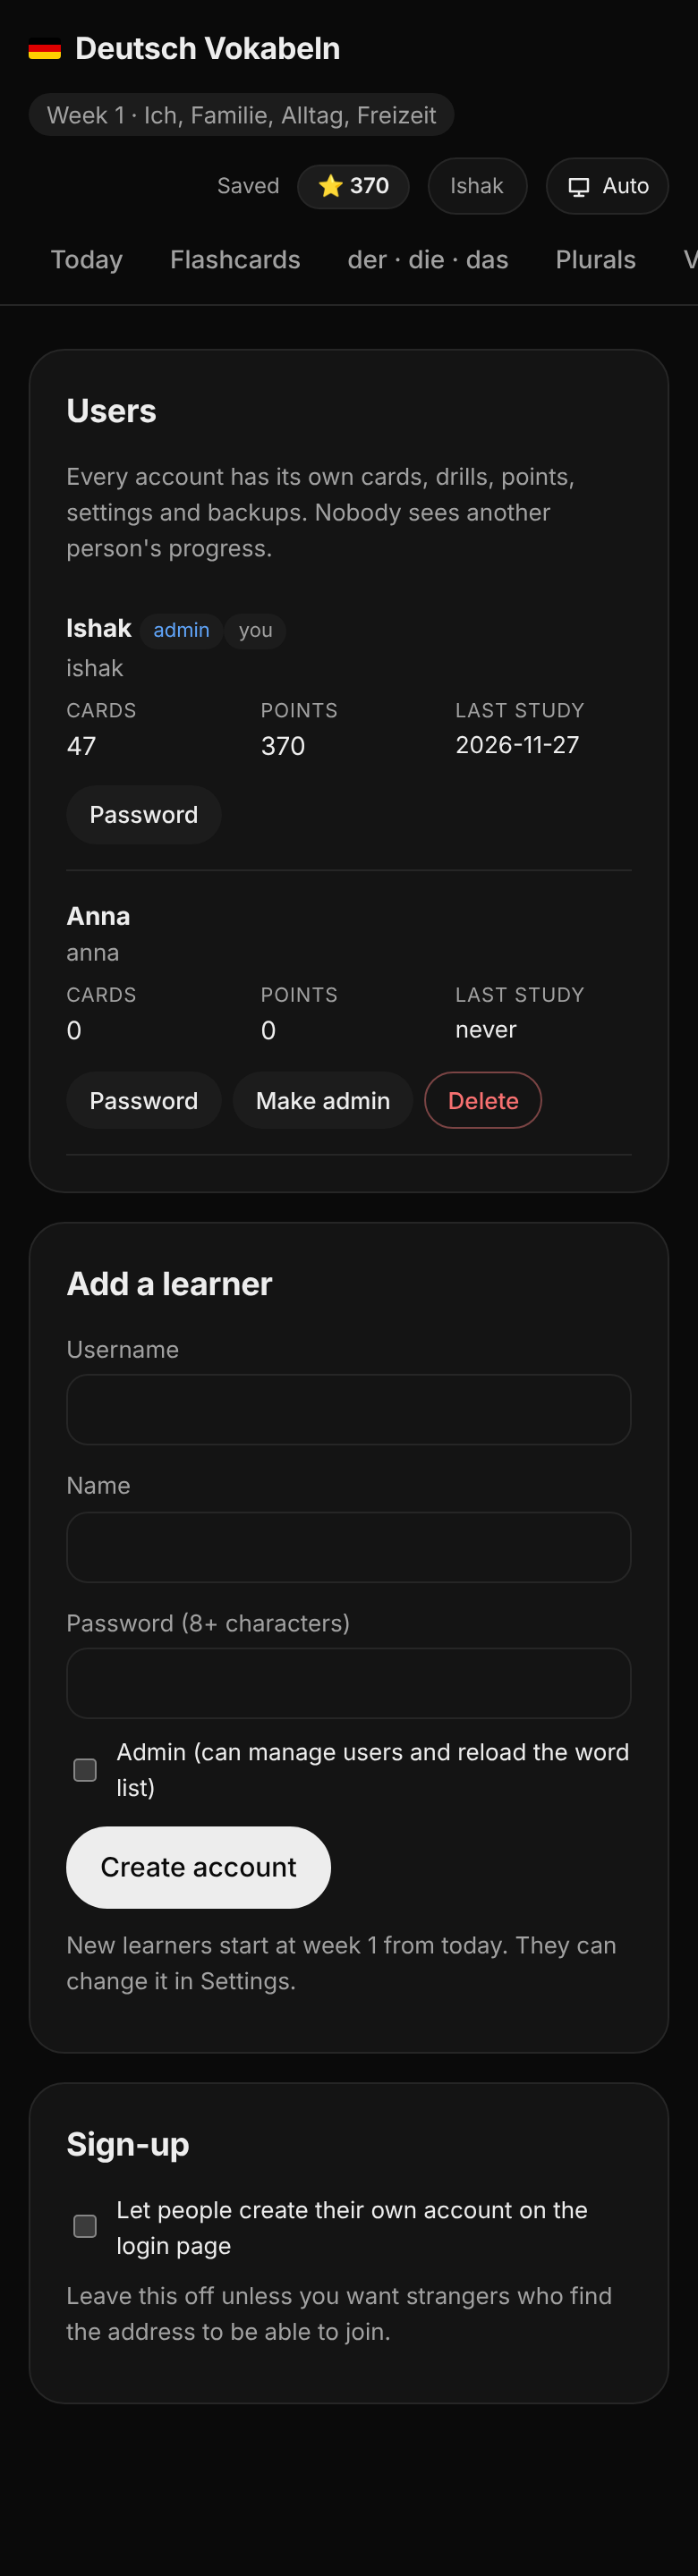 Deutsch Vokabeln
Week 1 · Ich, Familie, Alltag, Freizeit
Saved ⭐ 370 Ishak Auto
Today Flashcards der · die · das Plurals V
Users
Every account has its own cards, drills, points,
settings and backups. Nobody sees another
person's progress.
Ishak admin you
ishak
CARDS POINTS LAST STUDY
47 370 2026-11-27
Password
Anna
anna
CARDS POINTS LAST STUDY
0 0 never
Password Make admin Delete
Add a learner
Username
Name
Password (8+ characters)
Admin (can manage users and reload the word
list)
Create account
New learners start at week 1 from today. They can
change it in Settings.
Sign-up
Let people create their own account on the
login page
Leave this off unless you want strangers who find
the address to be able to join.